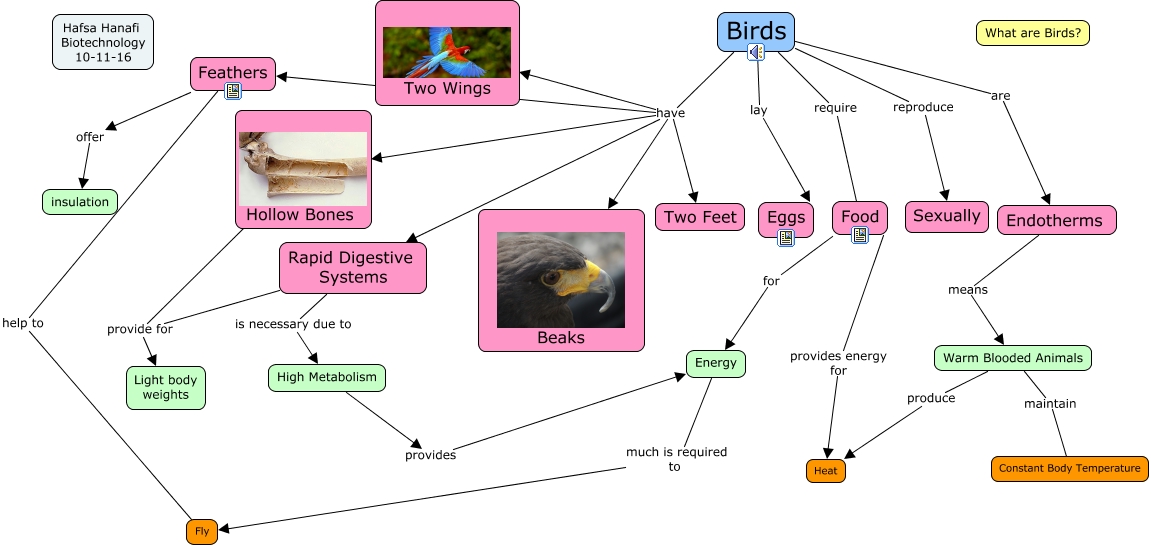 Hafsa Hanafi
Biotechnology
10-11-16
Birds
What are Birds?
Feathers
Two Wings
have
lay
require
reproduce
are
offer
insulation
Hollow Bones
Rapid Digestive
Systems
Beaks
Two Feet
Eggs
Food
Sexually
Endotherms
for
means
help to
provide for
is necessary due to
Light body
weights
High Metabolism
Energy
provides energy
for
Warm Blooded Animals
produce
maintain
provides
much is required
to
Heat
Constant Body Temperature
Fly